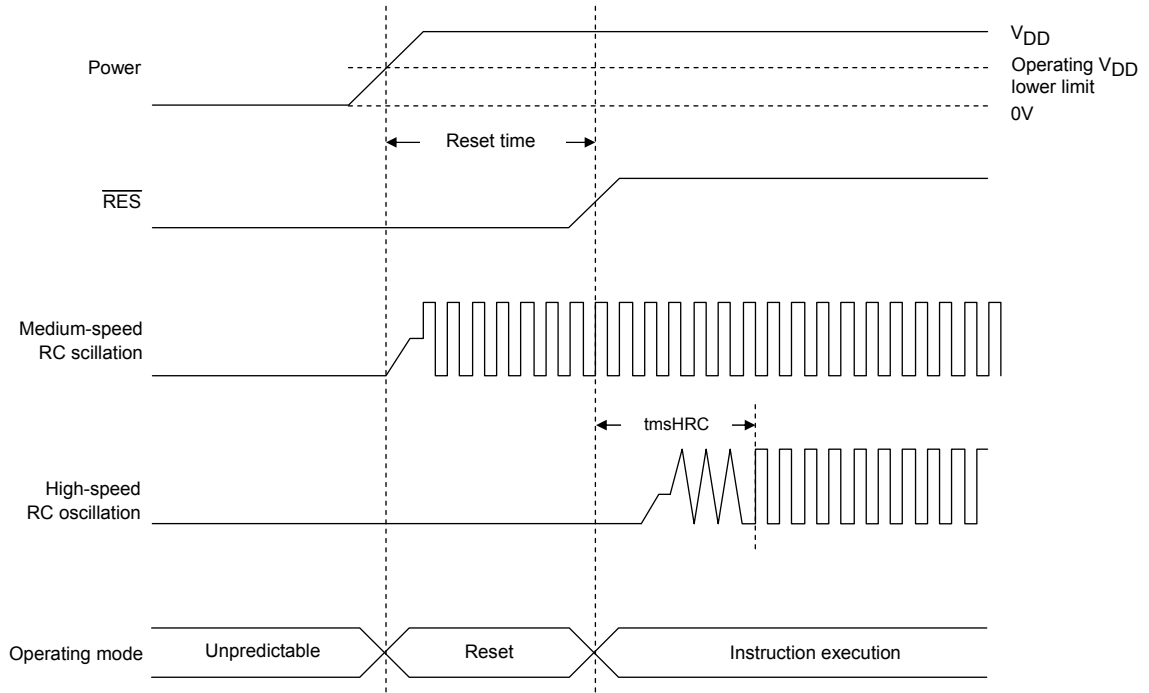 Power
VDD
Operating VDD
lower limit
0V
Reset time
RES
Medium-speed
RC scillation
tmsHRC
High-speed
RC oscillation
Operating mode
Unpredictable
Reset
Instruction execution